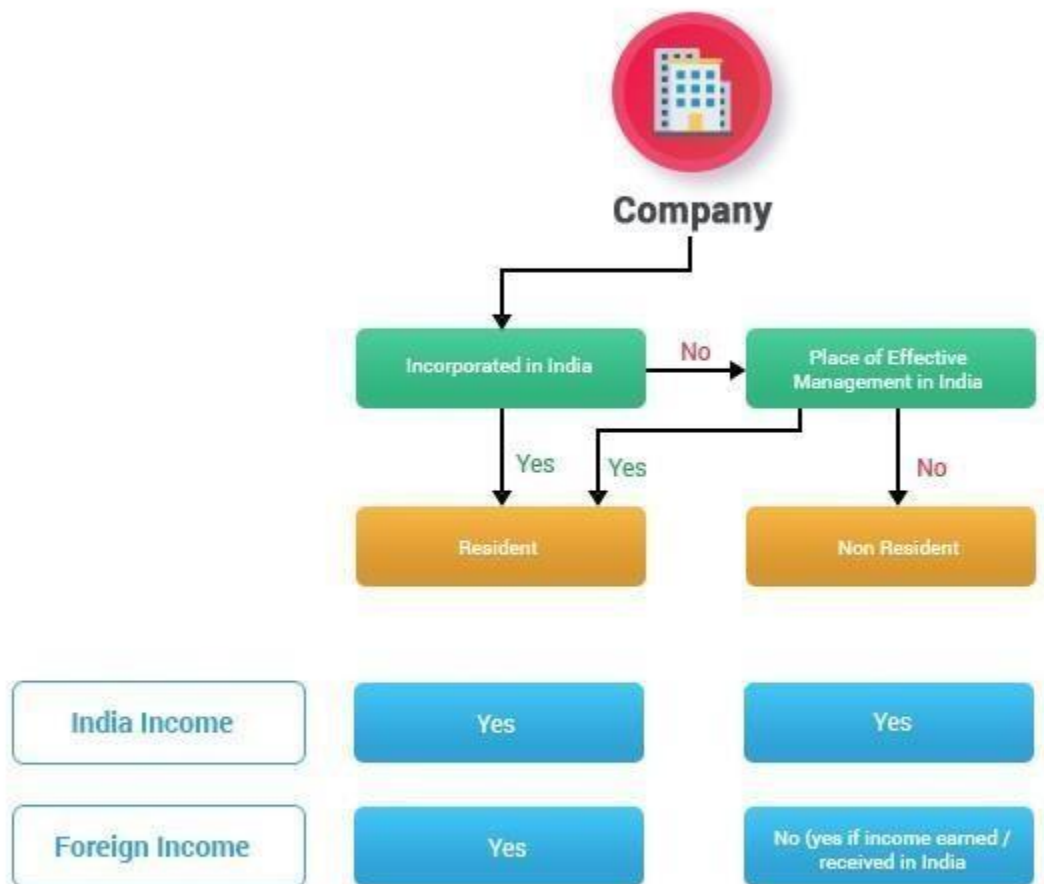 Company
Incorporated in India
No
Place of Effective
Management in India
Yes
Yes
No
Resident
Non Resident
India Income
Yes
Yes
Foreign Income
Yes
No (yes if income earned /
received in India